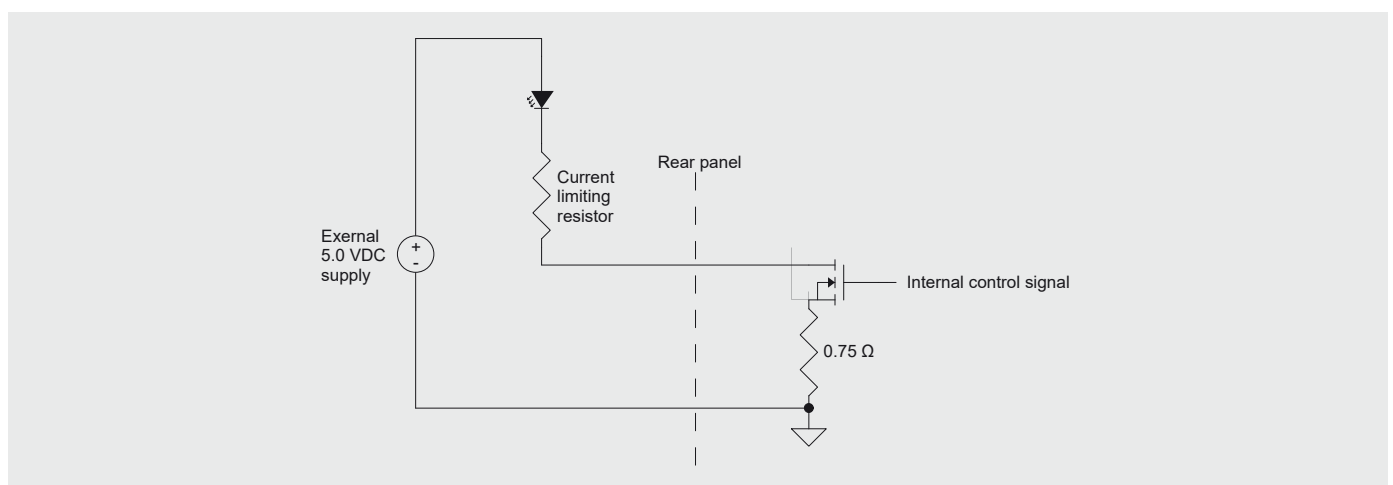 Rear panel
Current
limiting
resistor
Exernal
5.0 VDC
supply
+
-
Internal control signal
0.75 Ω